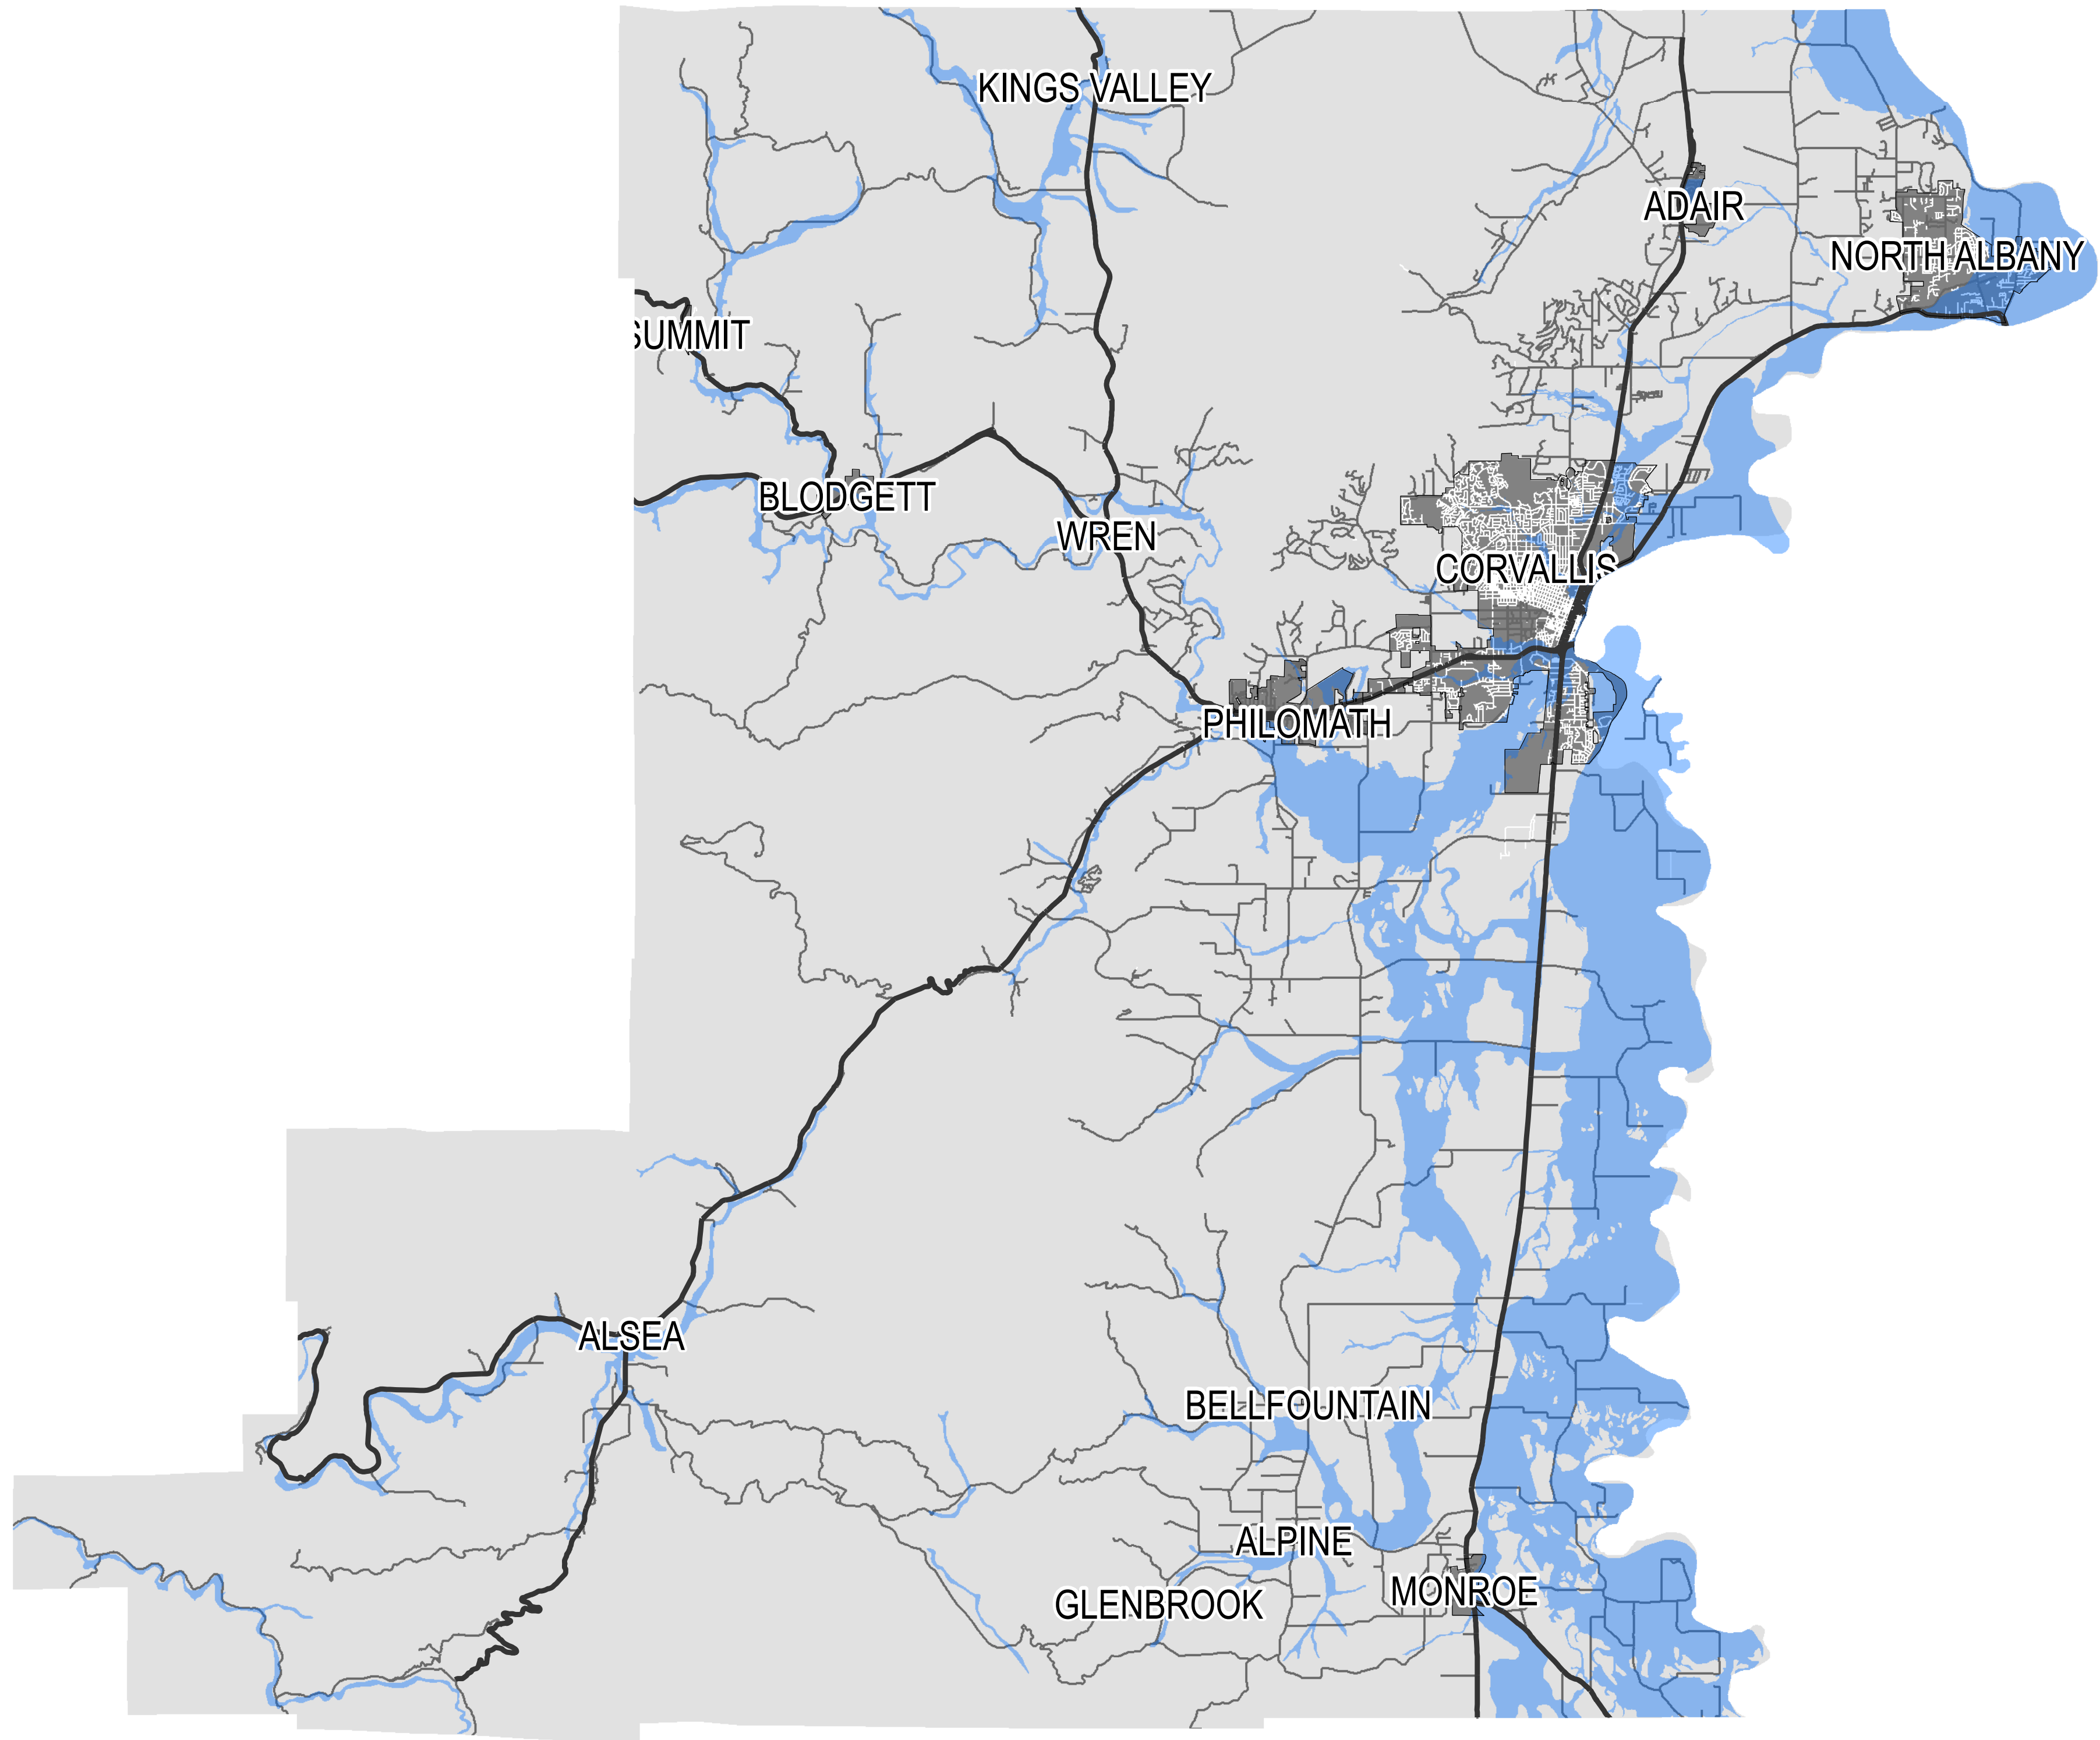 KINGS VALLEY
ADAIR
NORTH ALBANY
SUMMIT
BLODGETT
WREN
CORVALLIS
PHILOMATH
ALSEA
BELLFOUNTAIN
ALPINE
MONROE
GLENBROOK